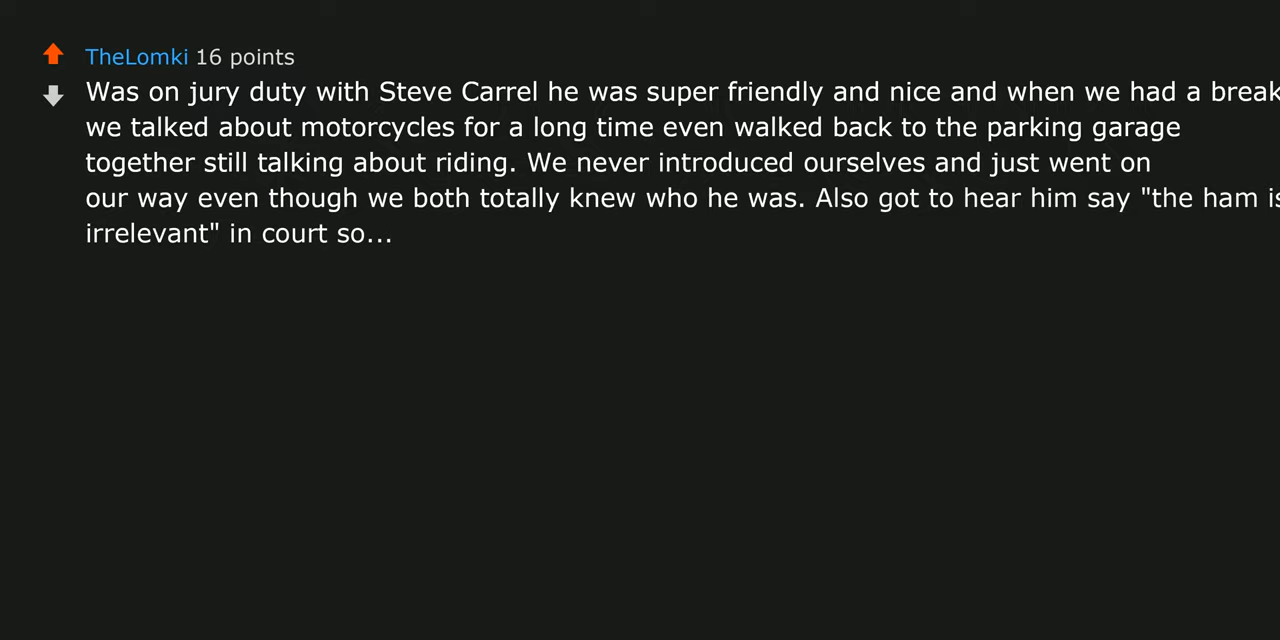 TheLomki 16 points
Was on jury duty with Steve Carrel he was super friendly and nice and when we had a break
we talked about motorcycles for a long time even walked back to the parking garage
together still talking about riding. We never introduced ourselves and just went on
our way even though we both totally knew who he was. Also got to hear him say "the ham is
irrelevant" in court so...